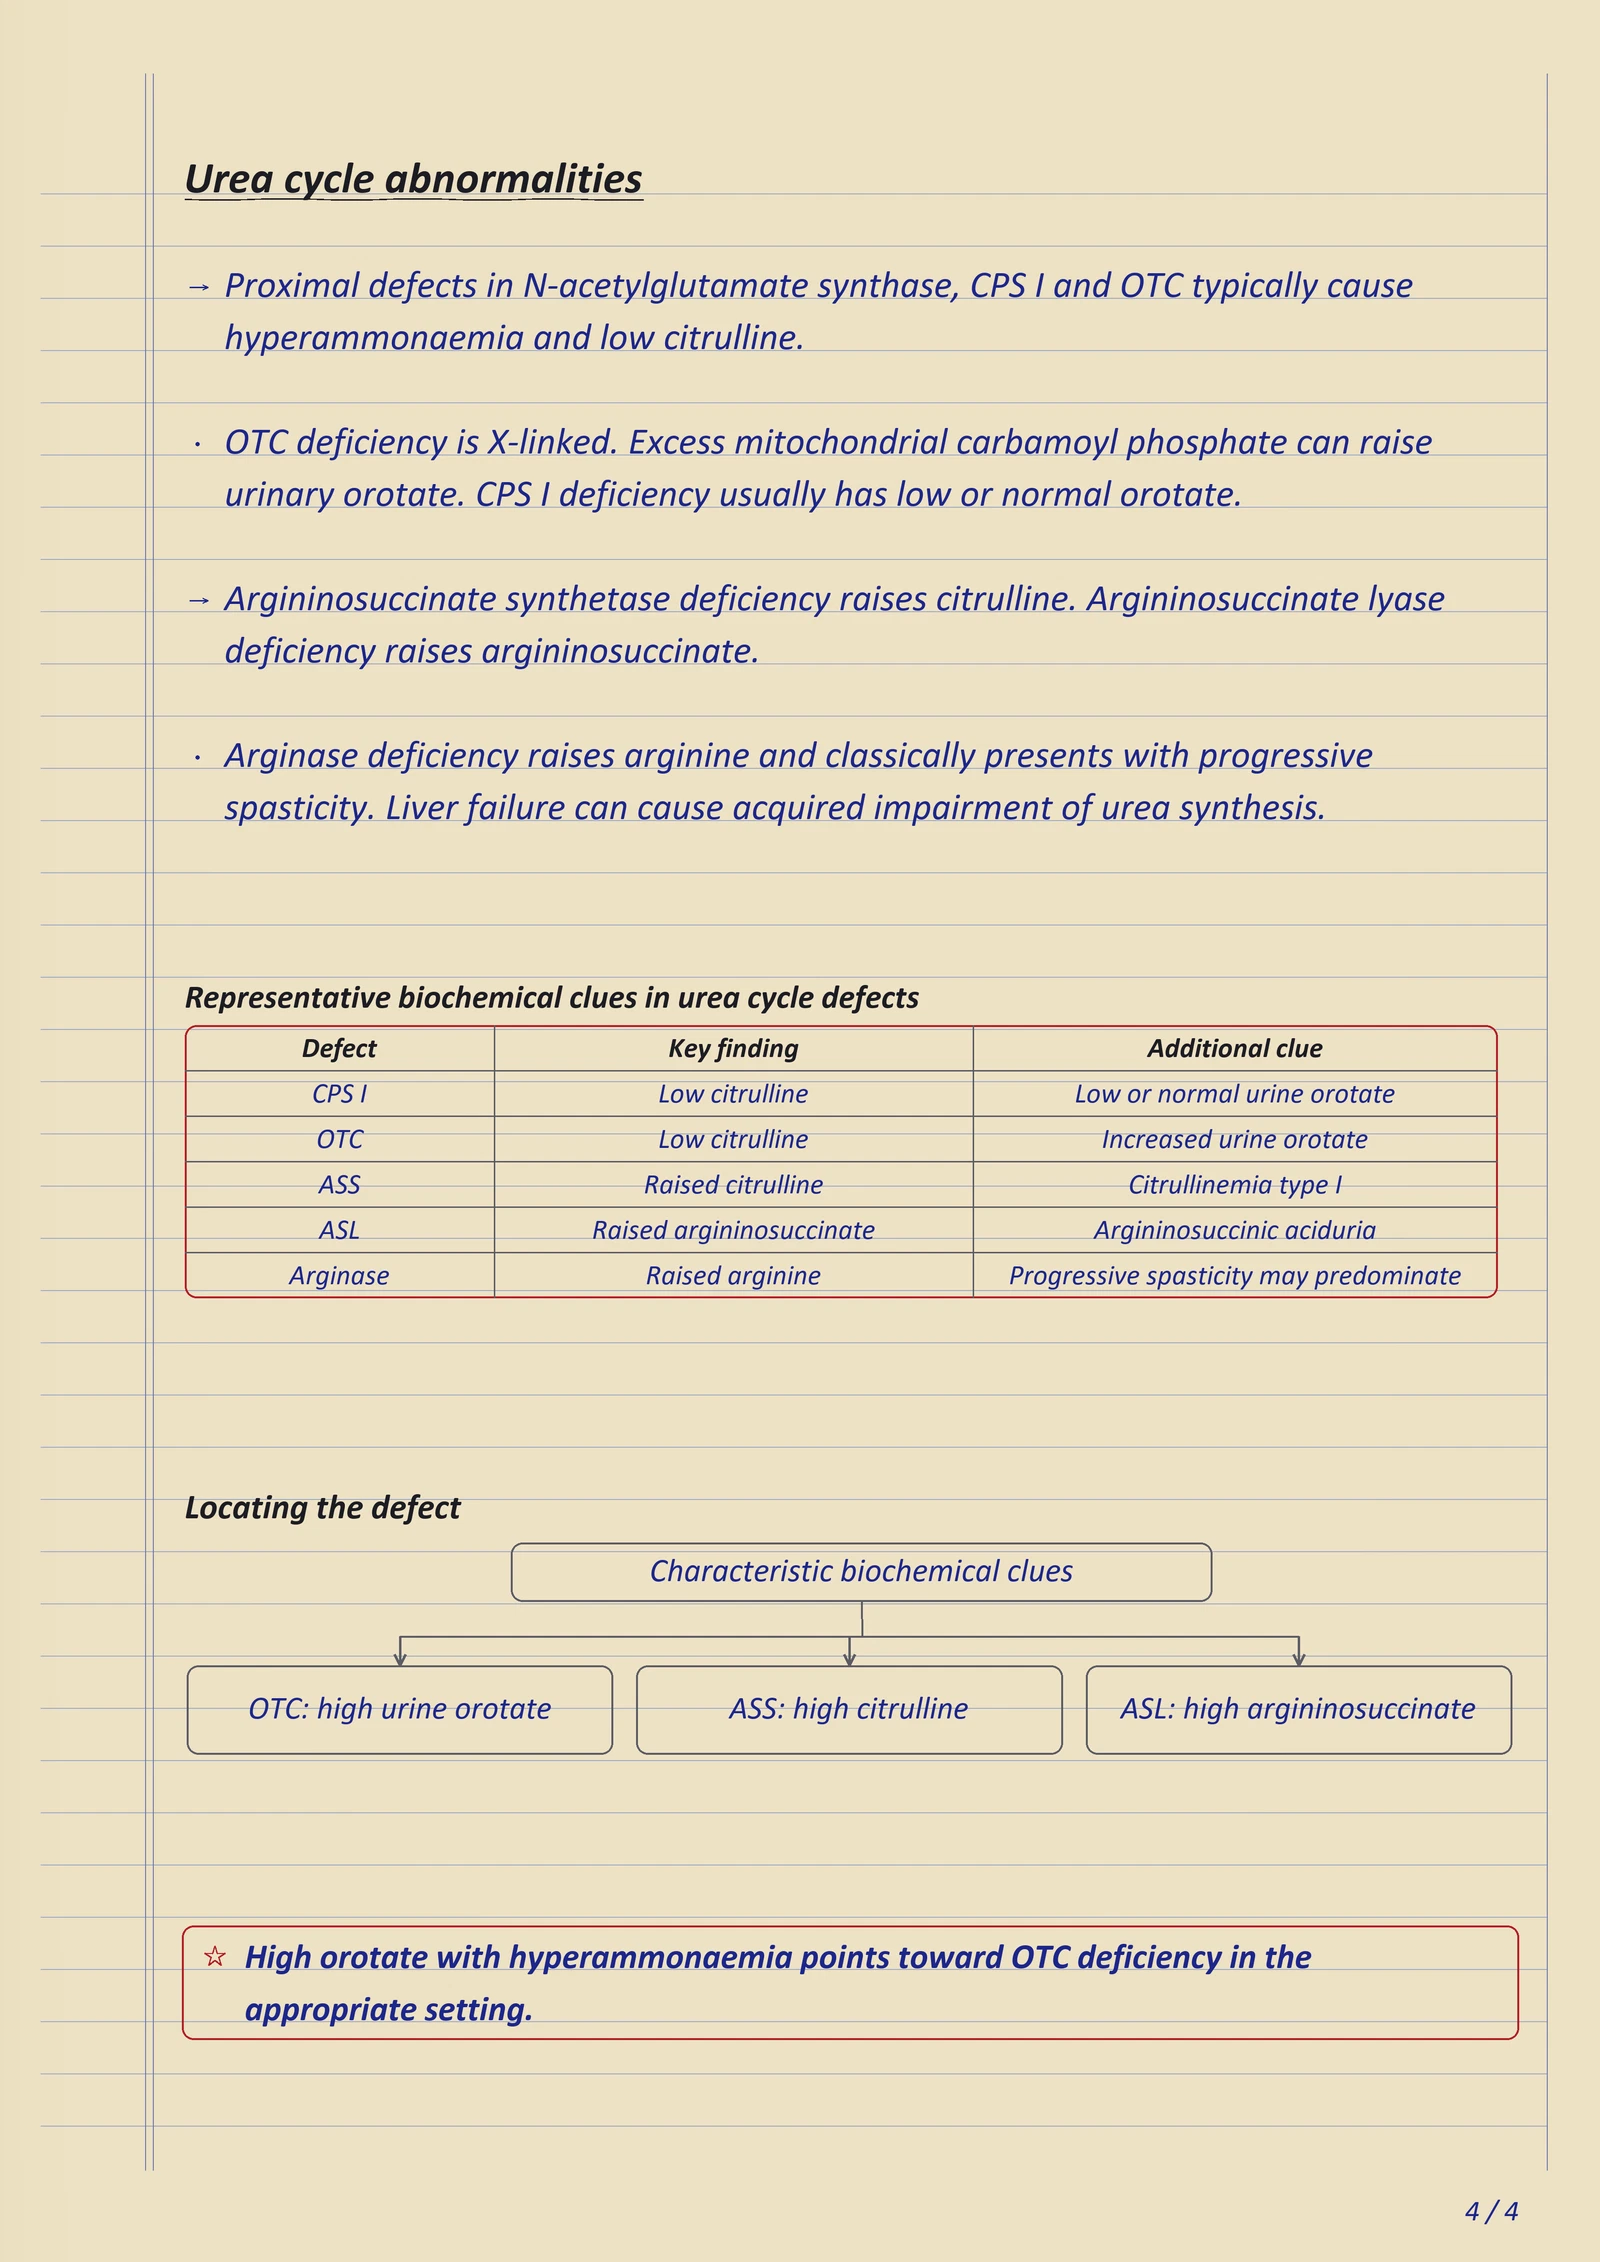 Urea cycle abnormalities
→ Proximal defects in N-acetylglutamate synthase, CPS I and OTC typically cause
hyperammonaemia and low citrulline.
· OTC deficiency is X-linked. Excess mitochondrial carbamoyl phosphate can raise
urinary orotate. CPS I deficiency usually has low or normal orotate.
→ Argininosuccinate synthetase deficiency raises citrulline. Argininosuccinate lyase
deficiency raises argininosuccinate.
· Arginase deficiency raises arginine and classically presents with progressive
spasticity. Liver failure can cause acquired impairment of urea synthesis.
Representative biochemical clues in urea cycle defects
Defect Key finding Additional clue
CPS I Low citrulline Low or normal urine orotate
OTC Low citrulline Increased urine orotate
ASS Raised citrulline Citrullinemia type I
ASL Raised argininosuccinate Argininosuccinic aciduria
Arginase Raised arginine Progressive spasticity may predominate
Locating the defect
Characteristic biochemical clues
OTC: high urine orotate ASS: high citrulline ASL: high argininosuccinate
☆ High orotate with hyperammonaemia points toward OTC deficiency in the
appropriate setting.
4 / 4